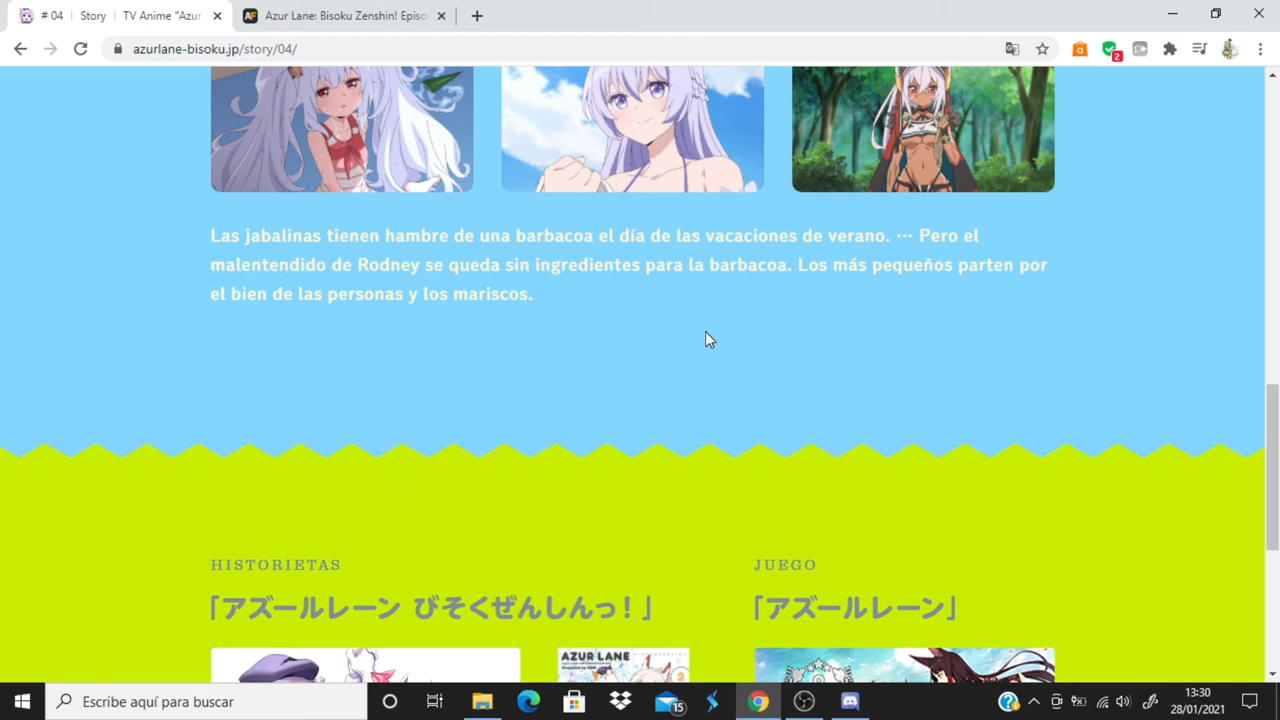 # 04 | Story | TV Anime "Azur
Azur Lane: Bisoku Zenshin! Episo
azurlane-bisoku.jp/story/04/
2
Las jabalinas tienen hambre de una barbacoa el día de las vacaciones de verano. ··· Pero el
malentendido de Rodney se queda sin ingredientes para la barbacoa. Los más pequeños parten por
el bien de las personas y los mariscos.
HISTORIETAS
「アズールレーン びそくぜんしんっ！」
JUEGO
「アズールレーン」
AZUR LANE
Escribe aquí para buscar
15
13:30
28/01/2021